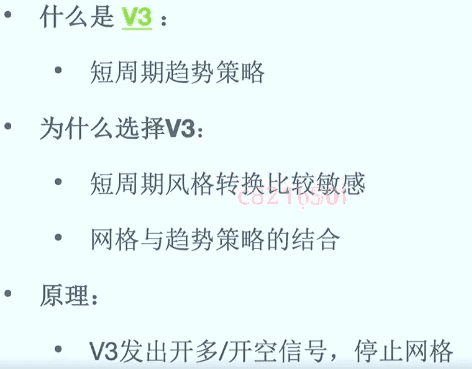 什么是 V3 ：
短周期趋势策略
为什么选择V3：
短周期风格转换比较敏感
网格与趋势策略的结合
原理：
V3发出开多/开空信号，停止网格